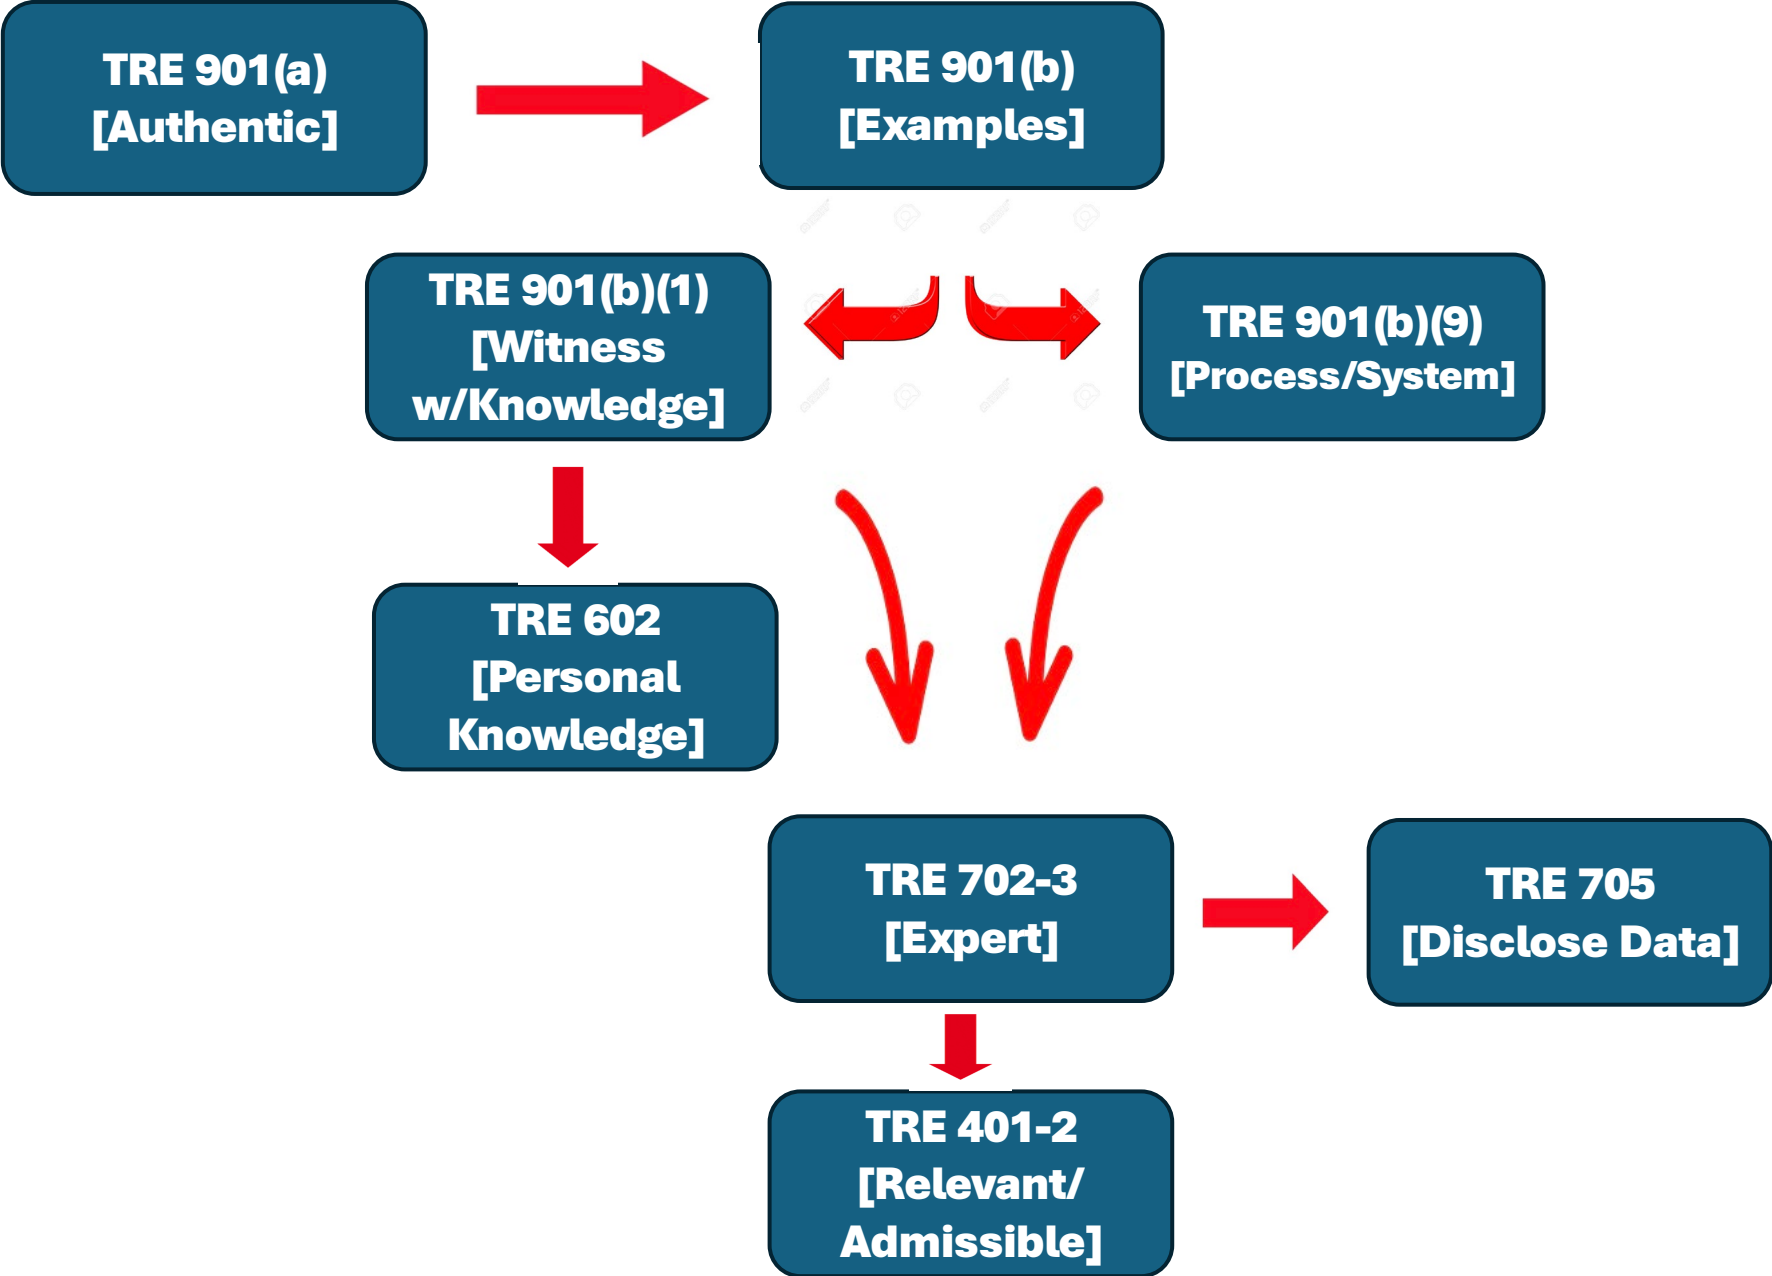 TRE 901(a)
[Authentic]
TRE 901(b)
[Examples]
TRE 901(b)(1)
[Witness
w/Knowledge]
TRE 901(b)(9)
[Process/System]
TRE 602
[Personal
Knowledge]
TRE 702-3
[Expert]
TRE 705
[Disclose Data]
TRE 401-2
[Relevant/
Admissible]